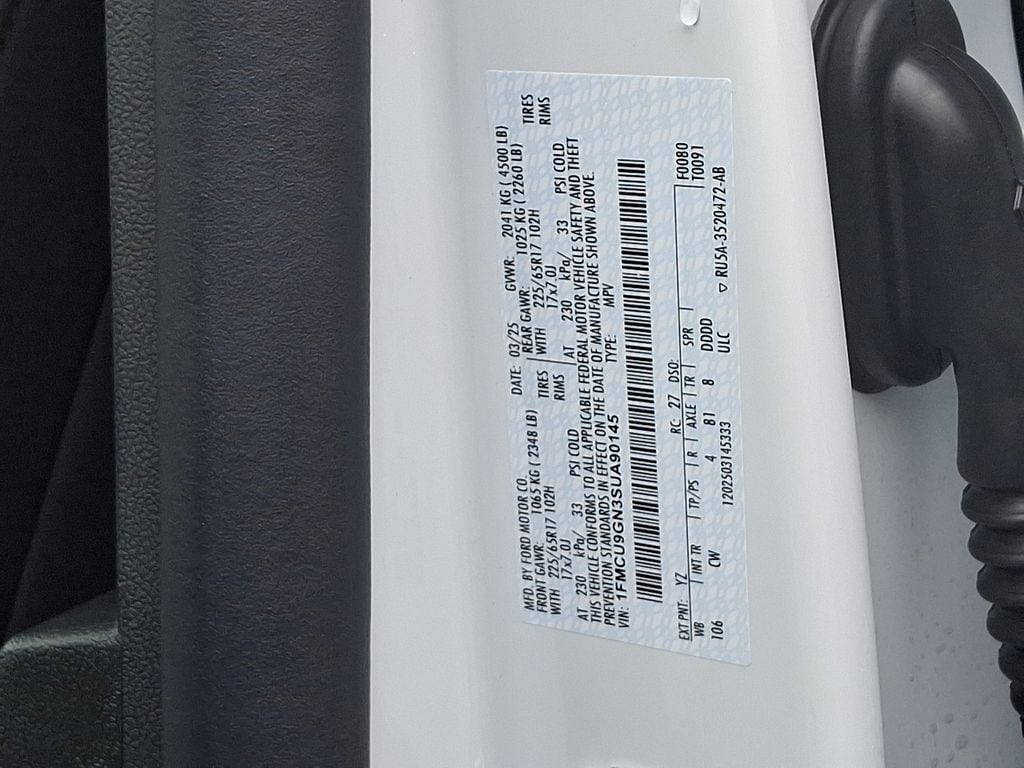 MFD. BY FORD MOTOR CO.
DATE: 03/25 GVWR: 2041 KG ( 4500 LB)
FRONT GAWR: 1065 KG ( 2348 LB) REAR GAWR: 1025 KG ( 2260 LB)
WITH 225/65R17 102H TIRES WITH 225/65R17 102H TIRES
17x7.0J RIMS 17x7.0J RIMS
AT 230 kPa/ 33 PSI COLD AT 230 kPa/ 33 PSI COLD
THIS VEHICLE CONFORMS TO ALL APPLICABLE FEDERAL MOTOR VEHICLE SAFETY AND THEFT
PREVENTION STANDARDS IN EFFECT ON THE DATE OF MANUFACTURE SHOWN ABOVE.
VIN: 1FMCU9GN3SUA90145 TYPE: MPV
EXT PNT: YZ RC: 27 DSO: F0080
WB INT TR TP/PS R AXLE TR SPR T0091
106 CW 4 B1 8 DDDD
1202503145333 ULC ▽ RU5A-3520472-AB